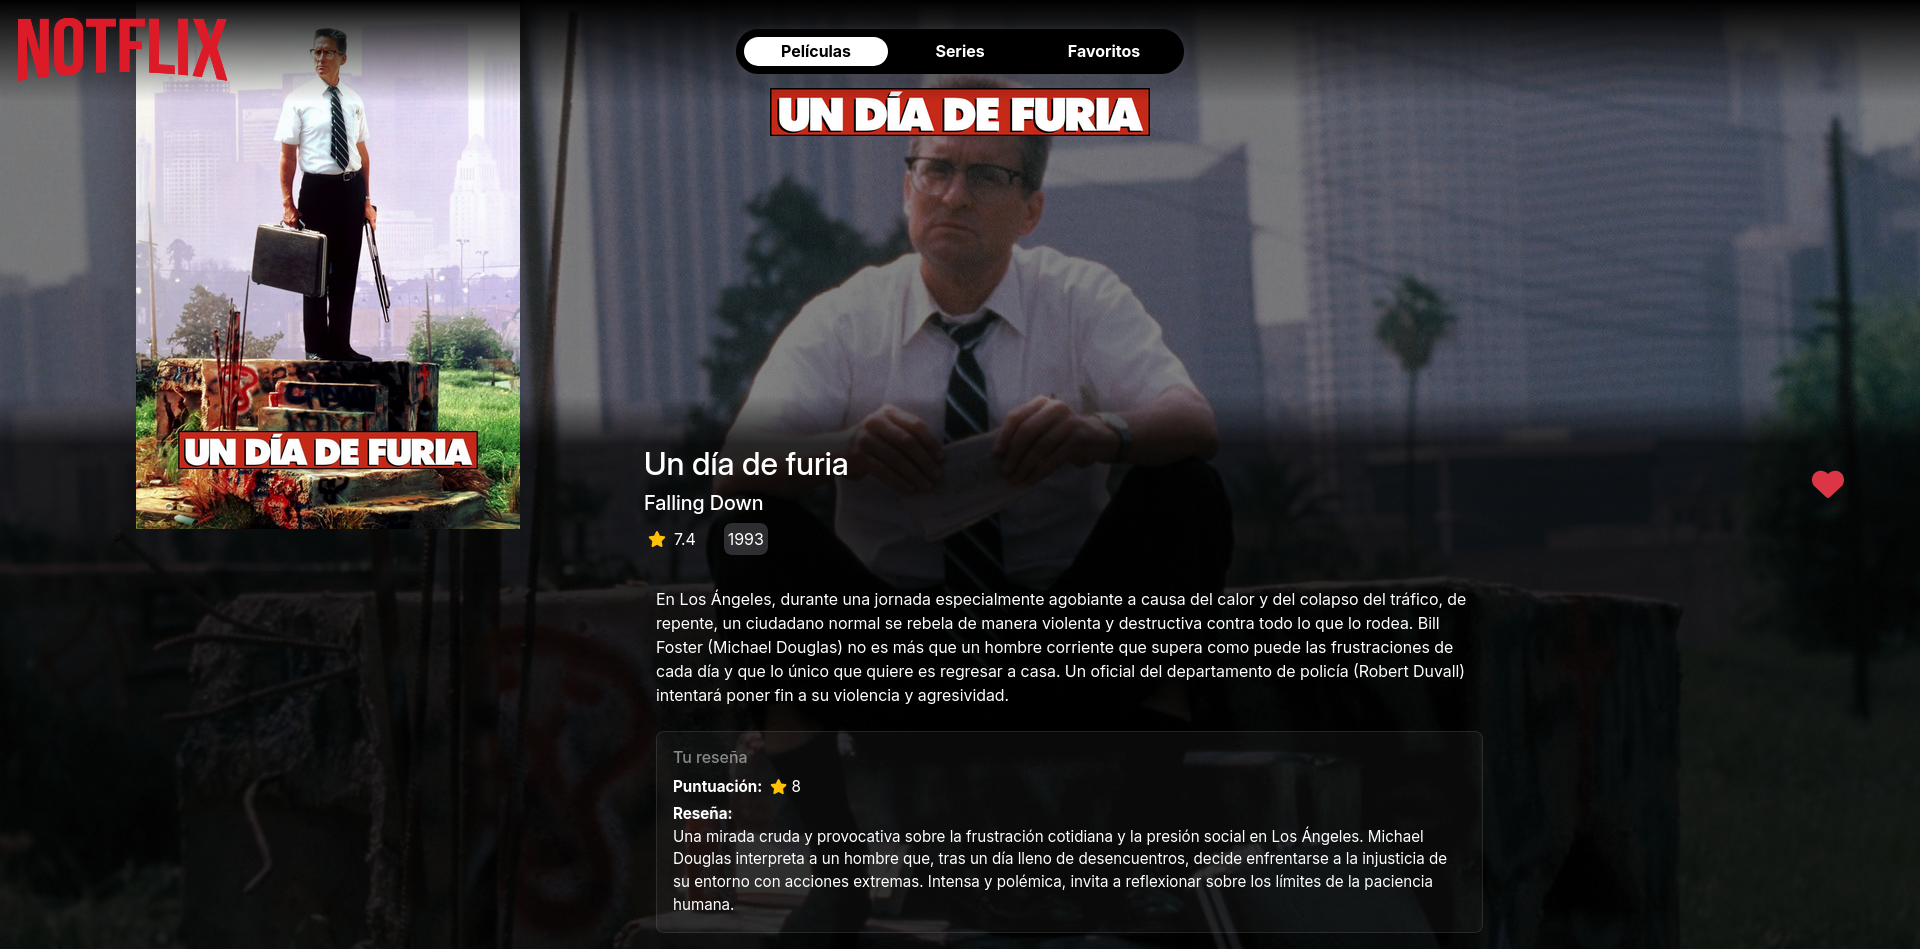 NOTFLIX
Películas
Series
Favoritos
UN DÍA DE FURIA
UN DÍA DE FURIA
Un día de furia
Falling Down
7.4
1993
En Los Ángeles, durante una jornada especialmente agobiante a causa del calor y del colapso del tráfico, de
repente, un ciudadano normal se rebela de manera violenta y destructiva contra todo lo que lo rodea. Bill
Foster (Michael Douglas) no es más que un hombre corriente que supera como puede las frustraciones de
cada día y que lo único que quiere es regresar a casa. Un oficial del departamento de policía (Robert Duvall)
intentará poner fin a su violencia y agresividad.
Tu reseña
Puntuación: 8
Reseña:
Una mirada cruda y provocativa sobre la frustración cotidiana y la presión social en Los Ángeles. Michael
Douglas interpreta a un hombre que, tras un día lleno de desencuentros, decide enfrentarse a la injusticia de
su entorno con acciones extremas. Intensa y polémica, invita a reflexionar sobre los límites de la paciencia
humana.